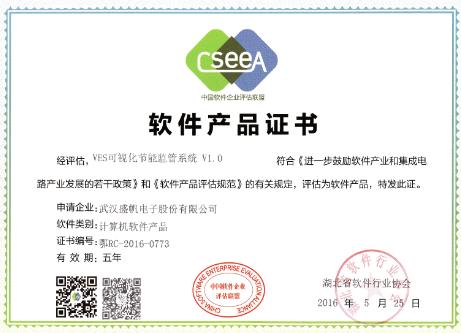 CSEEA
中国软件企业评估联盟
软件产品证书
经评估，VES可视化节能监管系统 V1.0 符合《进一步鼓励软件产业和集成电
路产业发展的若干政策》和《软件产品评估规范》的有关规定，评估为软件产品，特发此证。
申请企业：武汉盛帆电子股份有限公司
软件类别：计算机软件产品
证书编号：鄂RC-2016-0773
有 效 期：五年
CHINA SOFTWARE ENTERPRISE EVALUATION ALLIANCE
中国软件企业
评估联盟
湖北省软件行业协会
2016 年 5 月 25 日